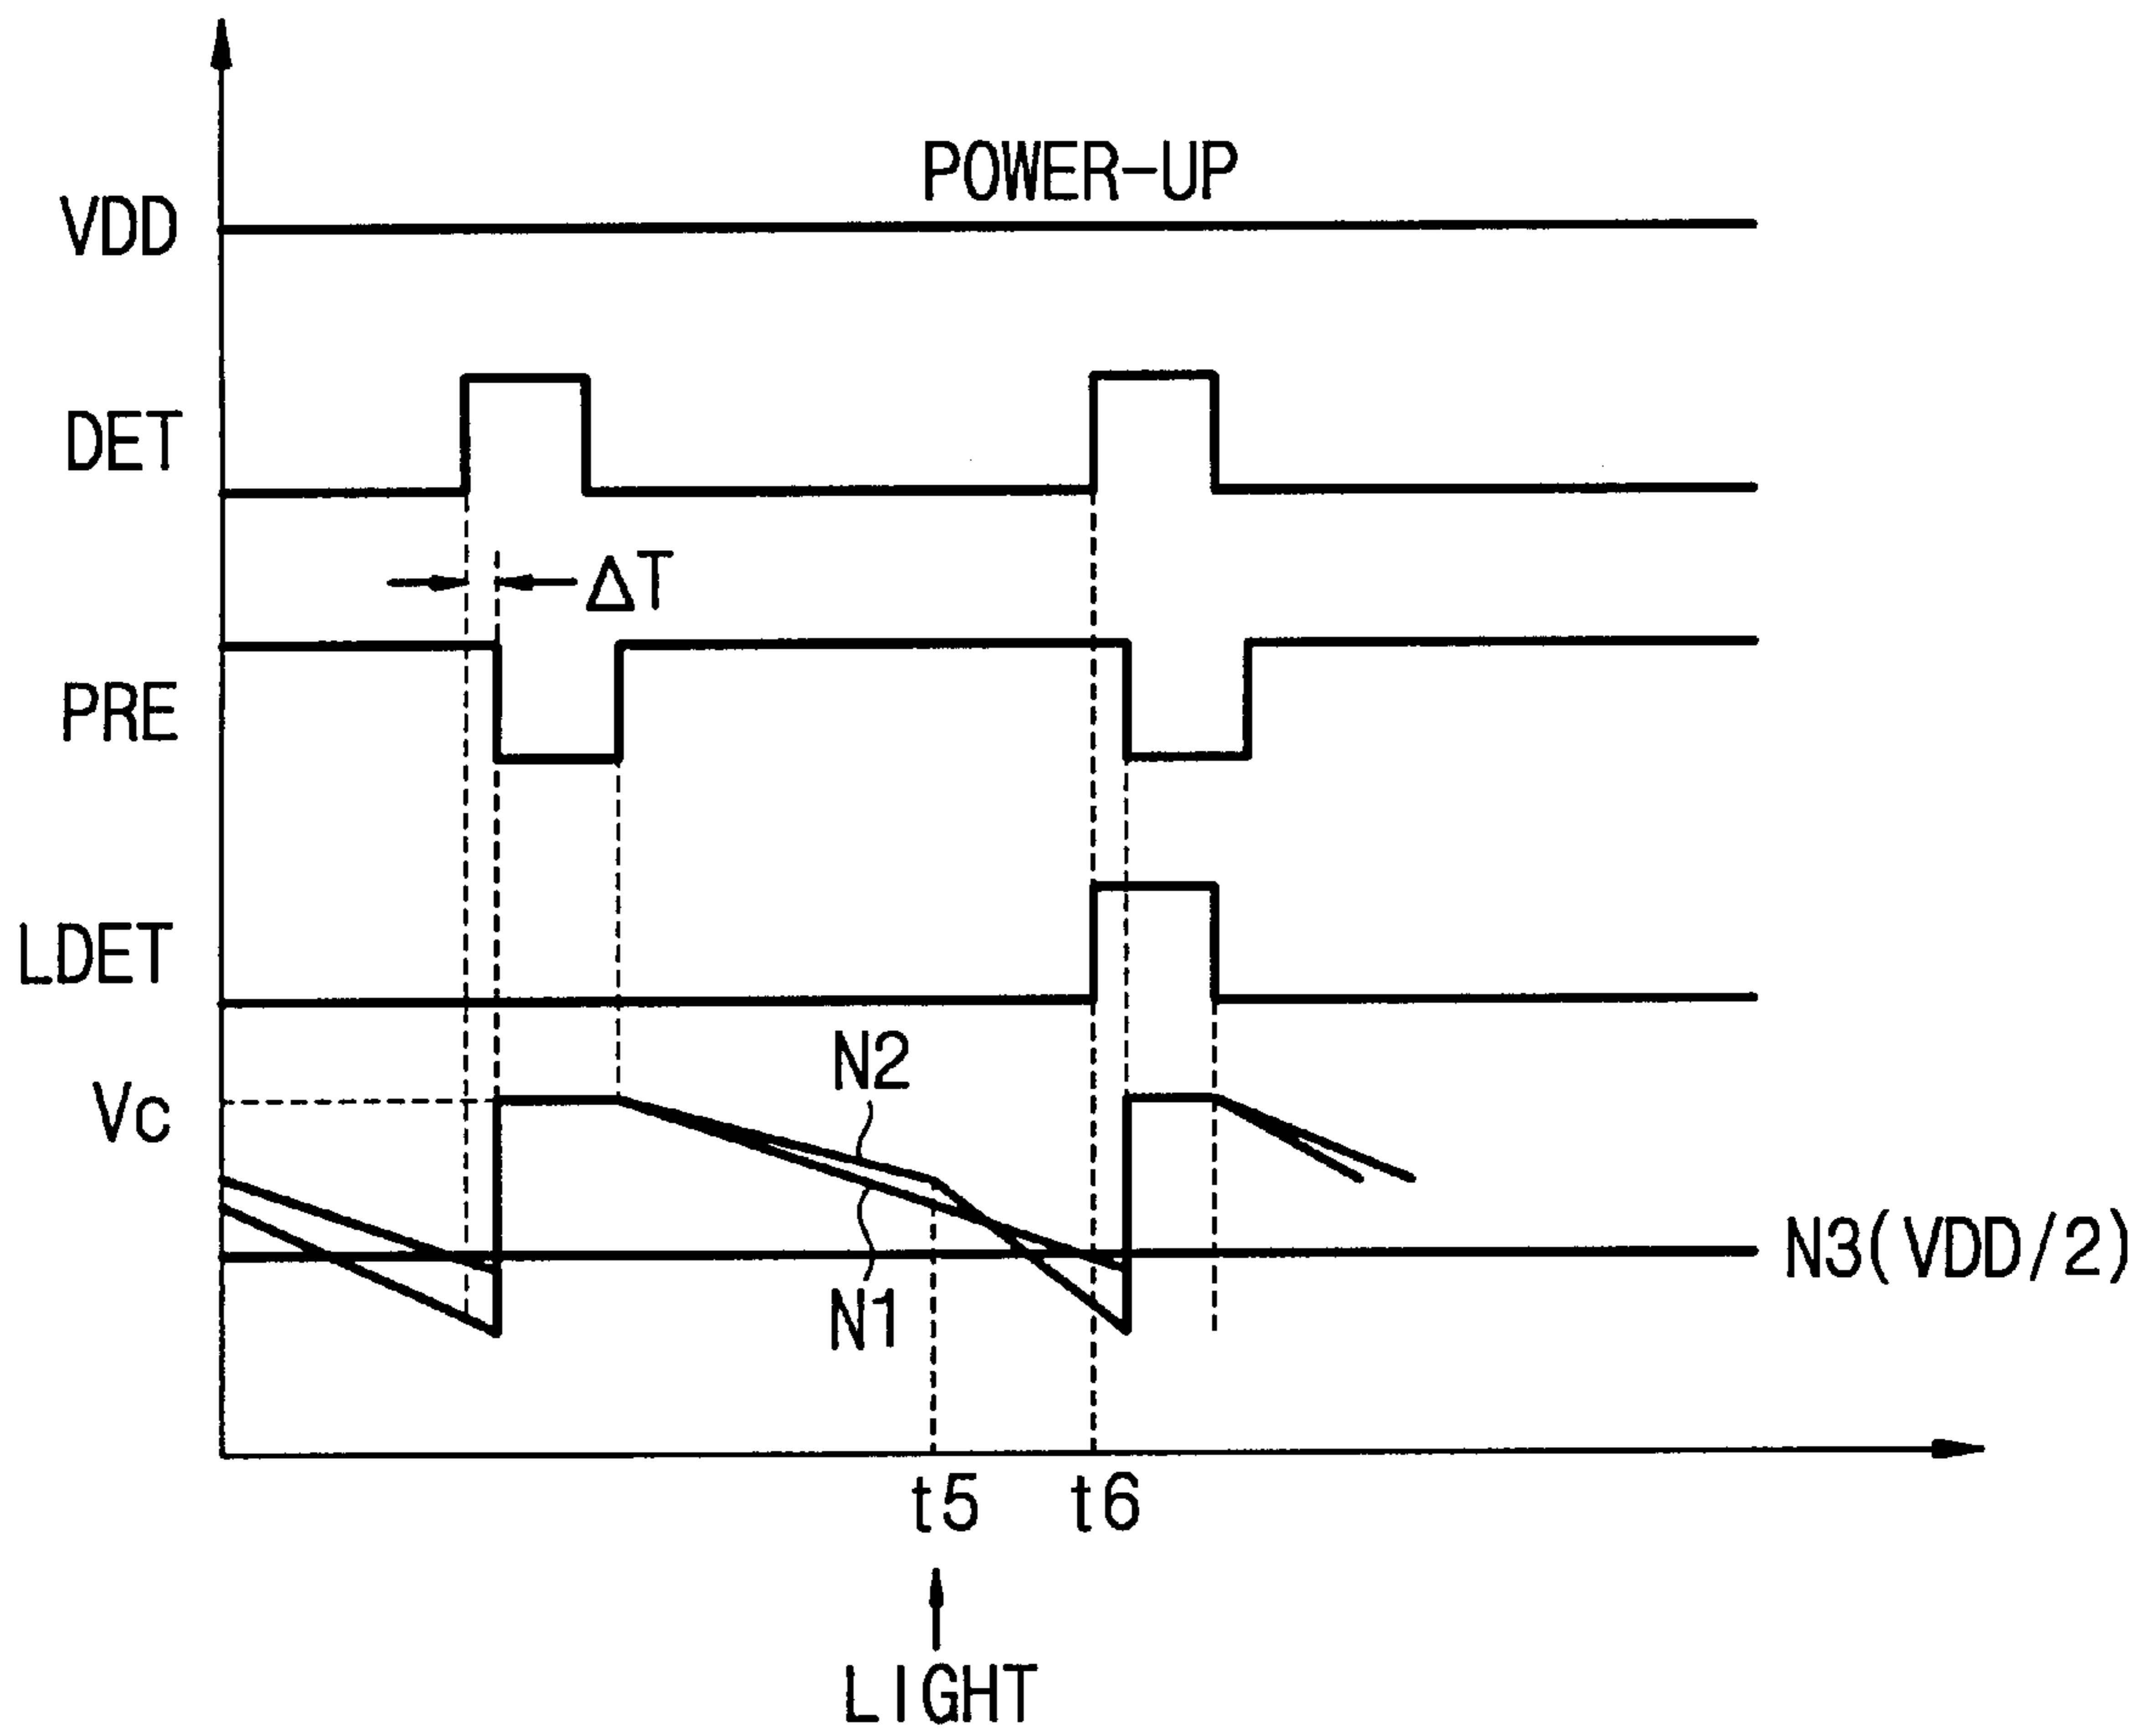 POWER-UP
VDD
DET
ΔT
PRE
LDET
N2
Vc
N3(VDD/2)
N1
t5 t6
LIGHT